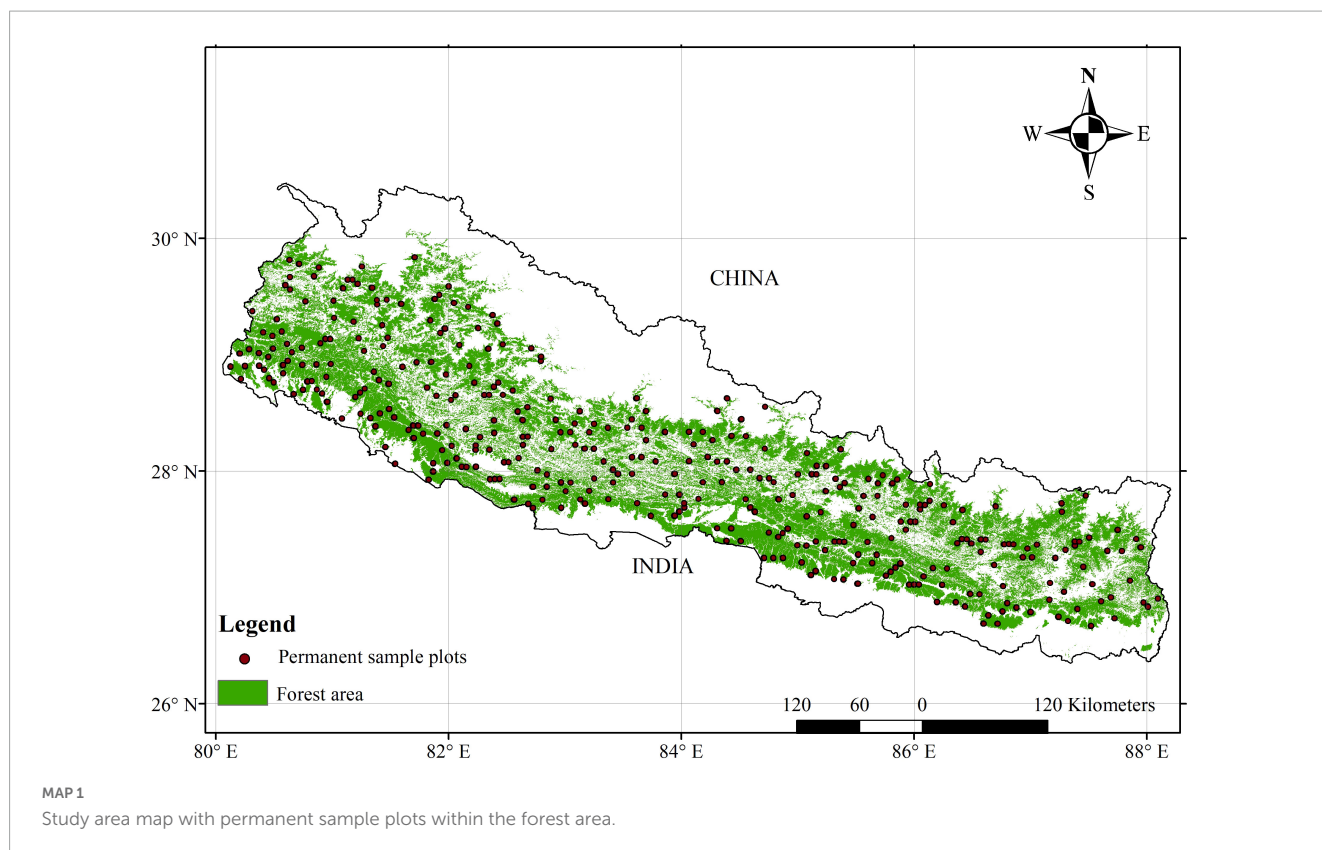 N
W E
S
30° N
CHINA
28° N
INDIA
Legend
Permanent sample plots
Forest area
26° N
120 60 0 120 Kilometers
80° E 82° E 84° E 86° E 88° E
MAP 1
Study area map with permanent sample plots within the forest area.